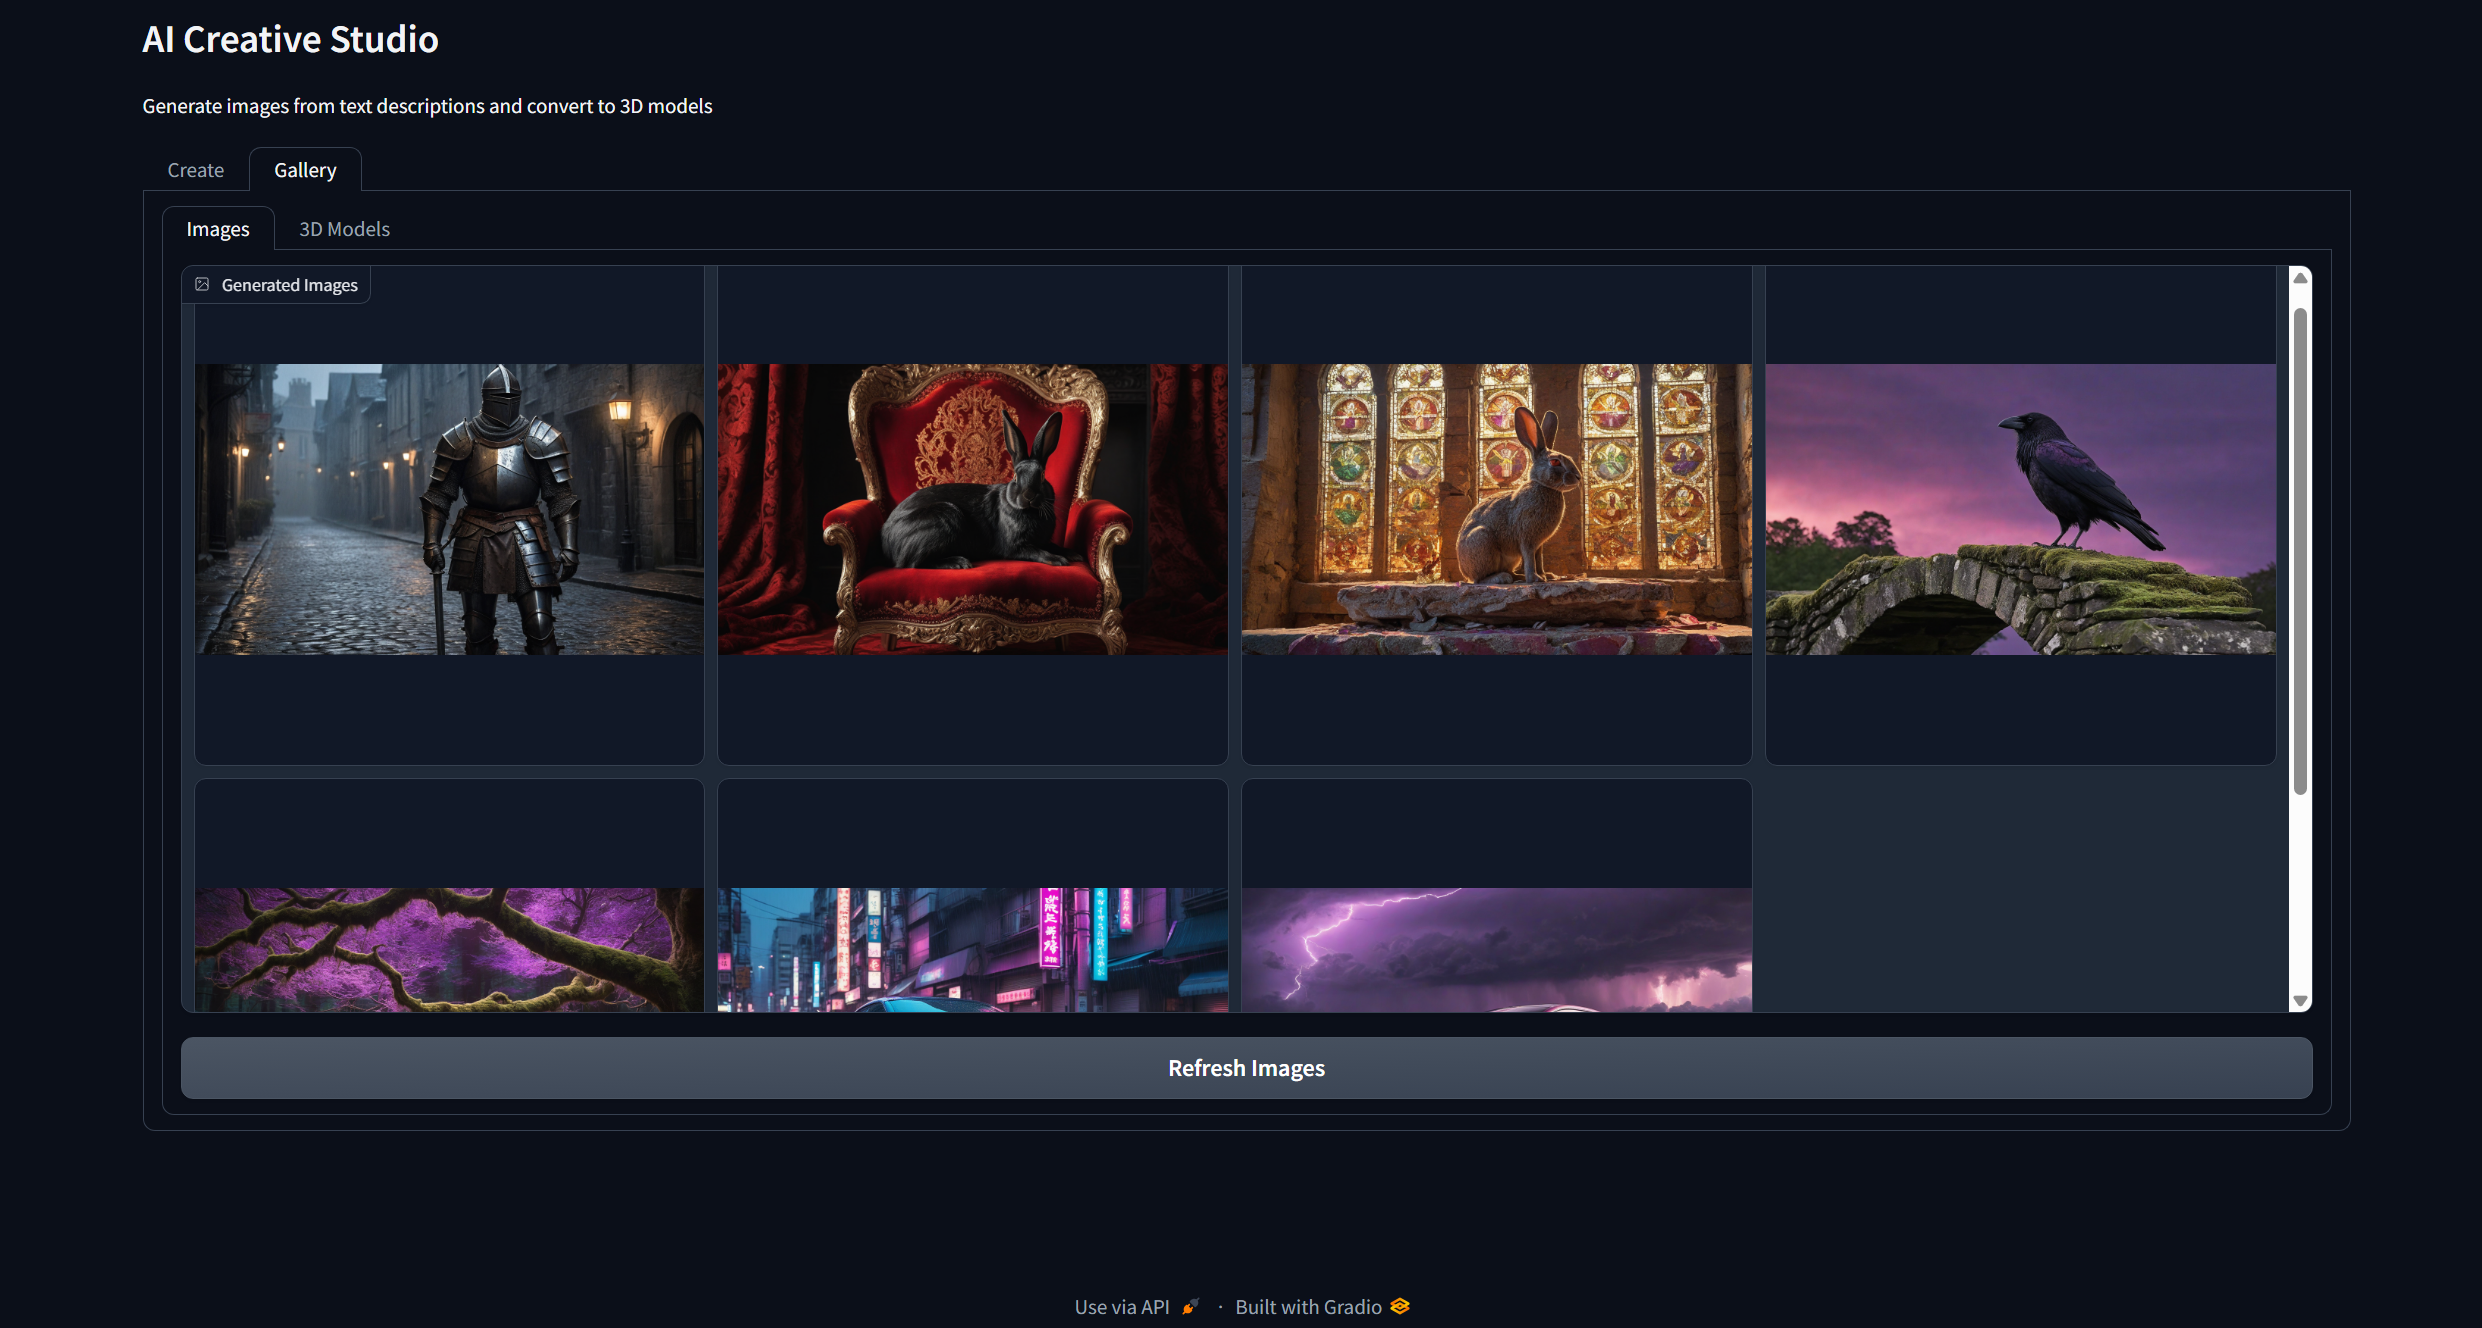 AI Creative Studio
Generate images from text descriptions and convert to 3D models
Create
Gallery
Images
3D Models
Generated Images
Refresh Images
Use via API
·
Built with Gradio